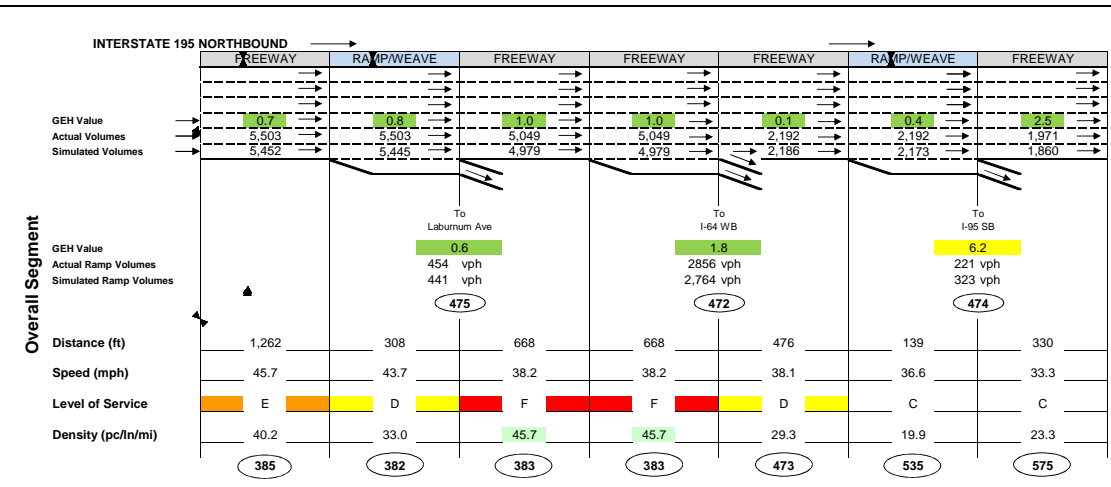 INTERSTATE 195 NORTHBOUND
FREEWAY RAMP/WEAVE FREEWAY FREEWAY FREEWAY RAMP/WEAVE FREEWAY
GEH Value 0.7 0.8 1.0 1.0 0.1 0.4 2.5
Actual Volumes 5,503 5,503 5,049 5,049 2,192 2,192 1,971
Simulated Volumes 5,452 5,445 4,979 4,979 2,186 2,173 1,860
Overall Segment
To To To
Laburnum Ave I-64 WB I-95 SB
GEH Value 0.6 1.8 6.2
Actual Ramp Volumes 454 vph 2856 vph 221 vph
Simulated Ramp Volumes 441 vph 2,764 vph 323 vph
475 472 474
Distance (ft) 1,262 308 668 668 476 139 330
Speed (mph) 45.7 43.7 38.2 38.2 38.1 36.6 33.3
Level of Service E D F F D C C
Density (pc/ln/mi) 40.2 33.0 45.7 45.7 29.3 19.9 23.3
385 382 383 383 473 535 575